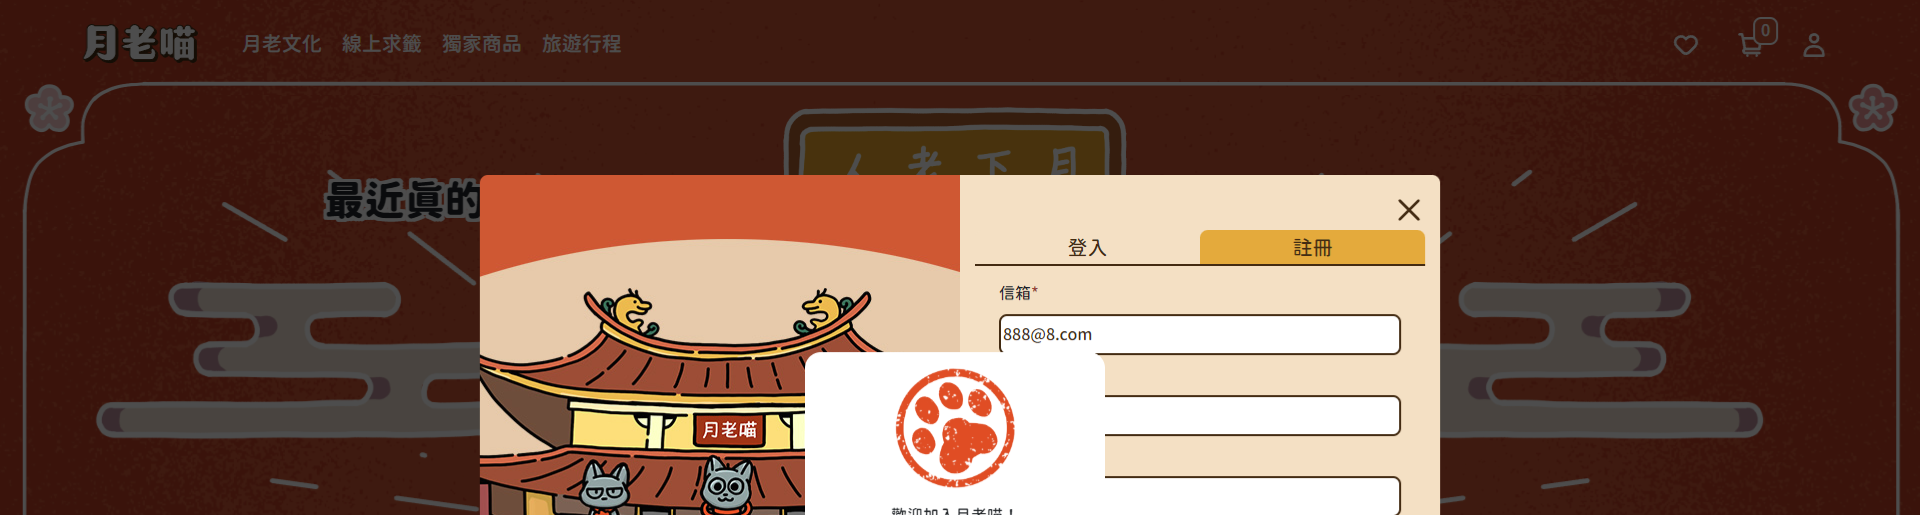 月老喵
月老文化 線上求籤 獨家商品 旅遊行程
0
人老下月
最近眞的
登入 註冊
信箱*
888@8.com
月老喵
歡迎加入月老喵！